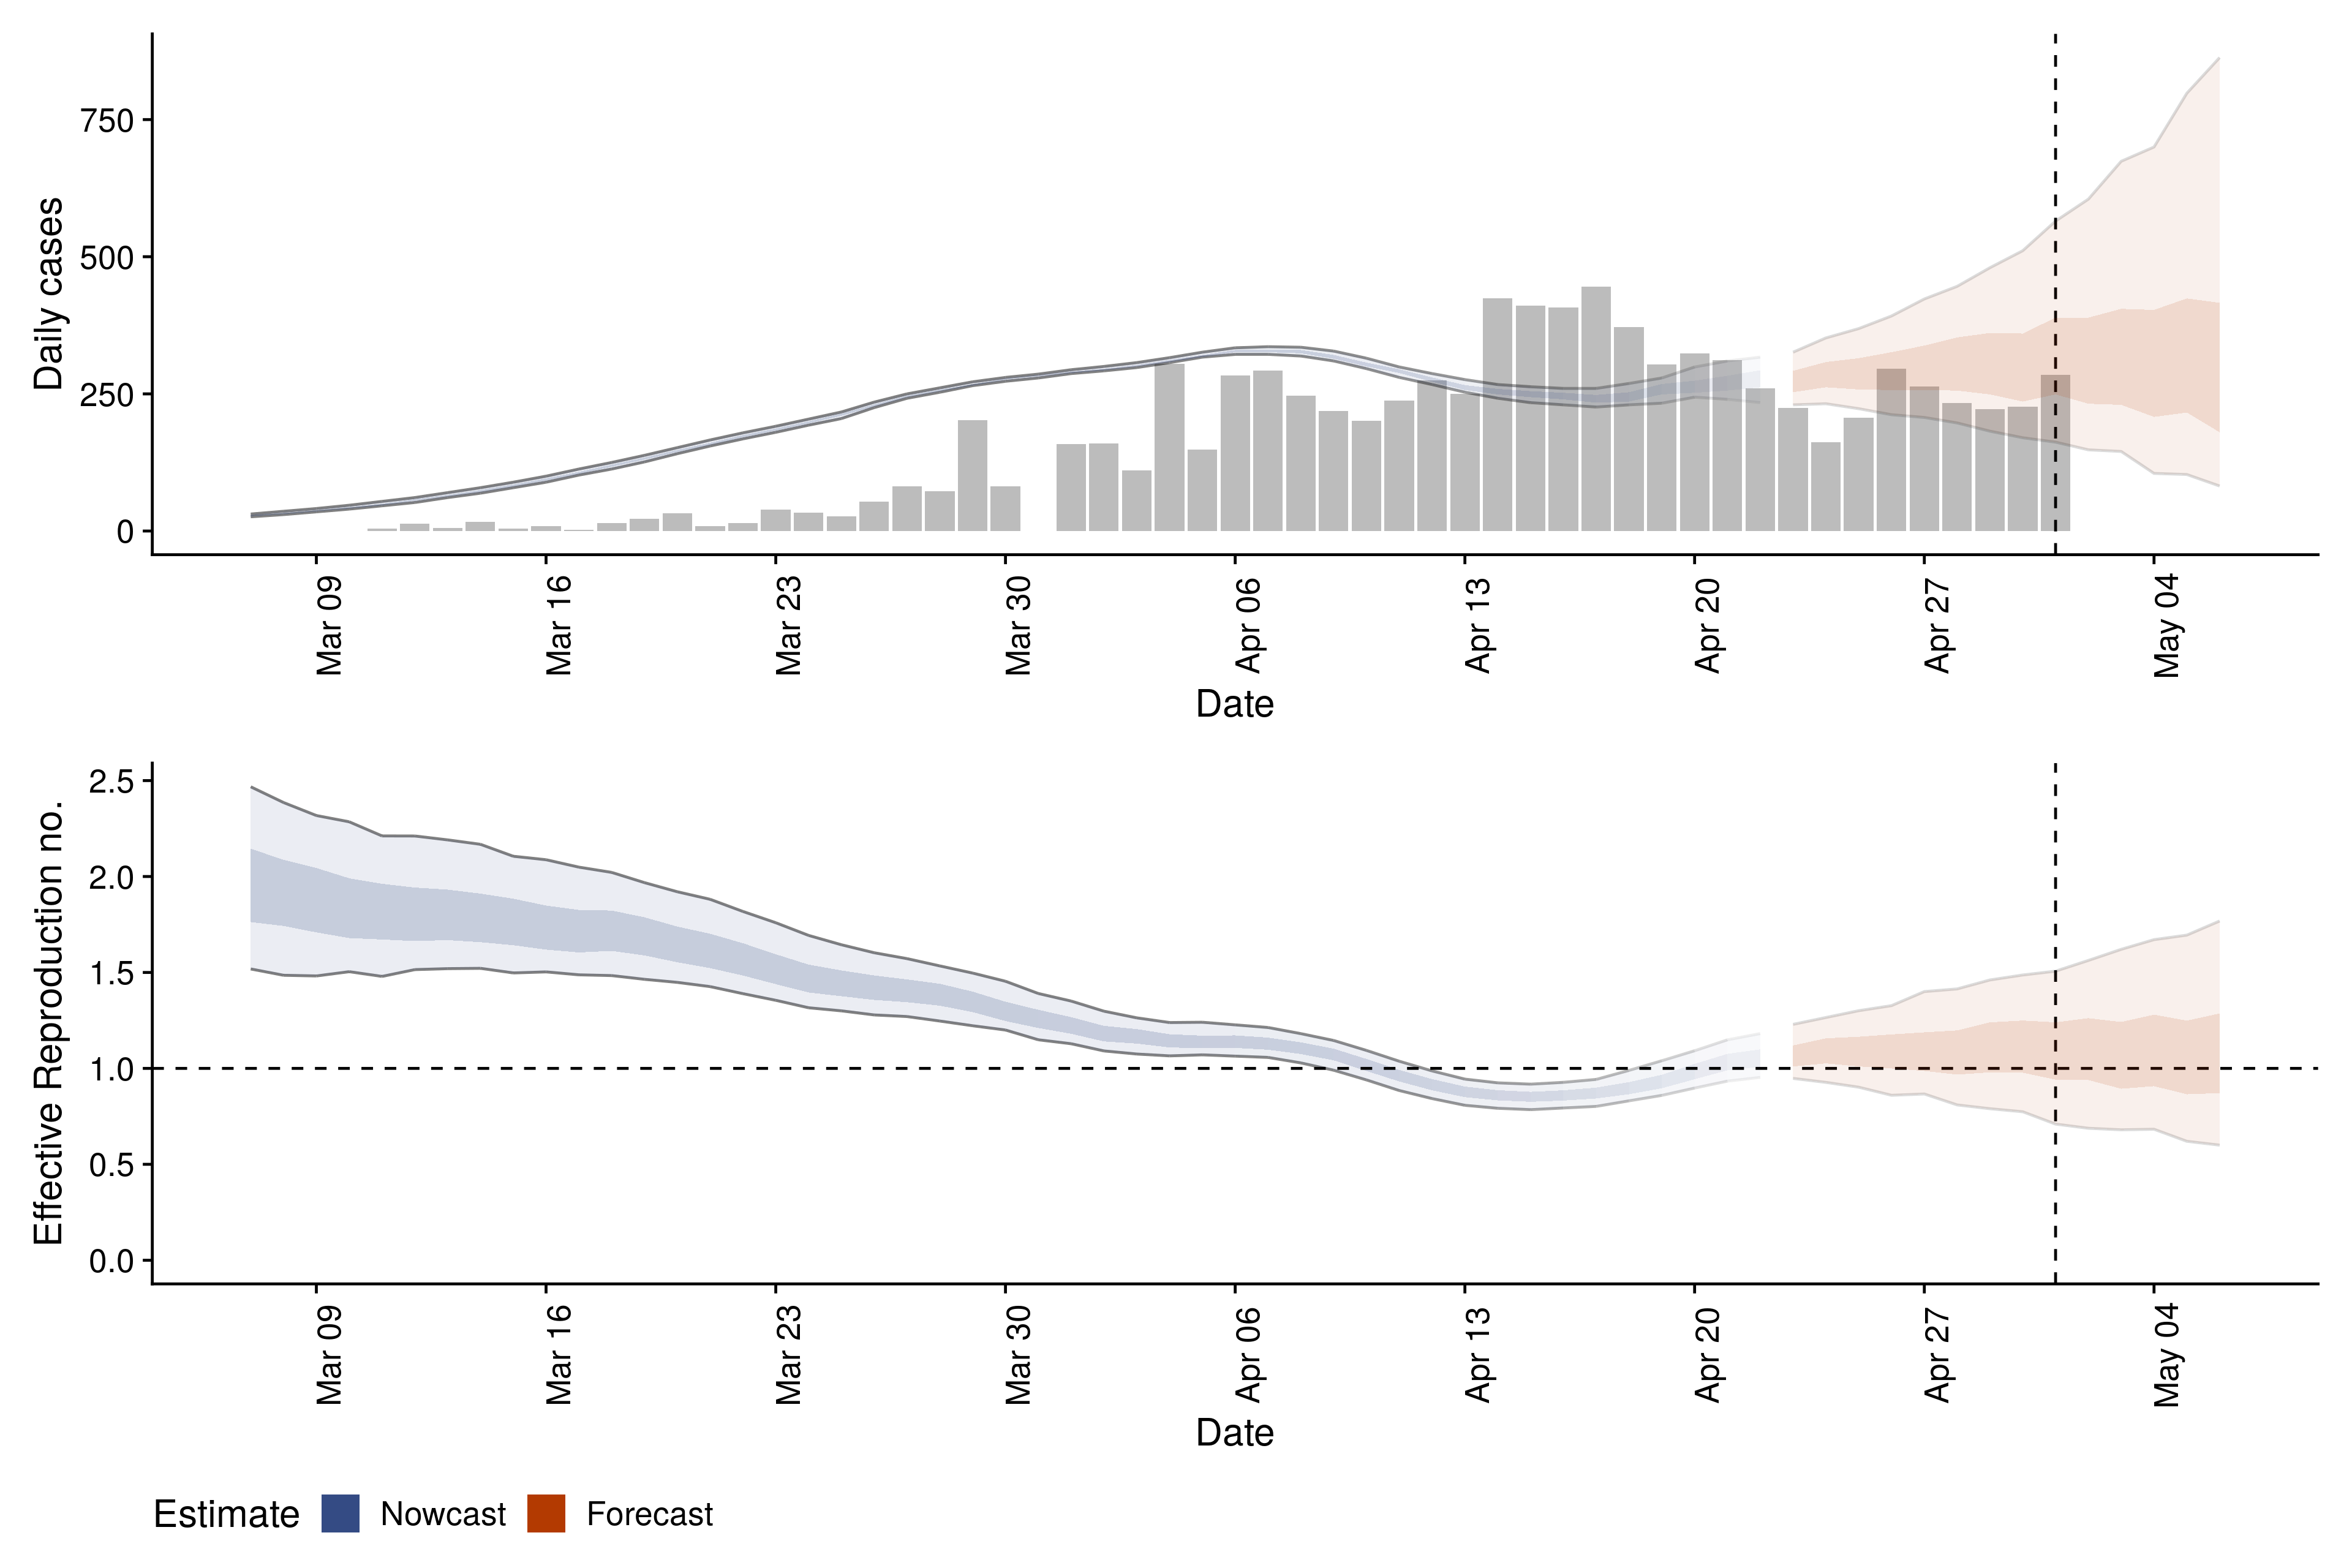 Daily cases
750
500
250
0
Mar 09
Mar 16
Mar 23
Mar 30
Apr 06
Apr 13
Apr 20
Apr 27
May 04
Date
Effective Reproduction no.
2.5
2.0
1.5
1.0
0.5
0.0
Mar 09
Mar 16
Mar 23
Mar 30
Apr 06
Apr 13
Apr 20
Apr 27
May 04
Date
Estimate Nowcast Forecast